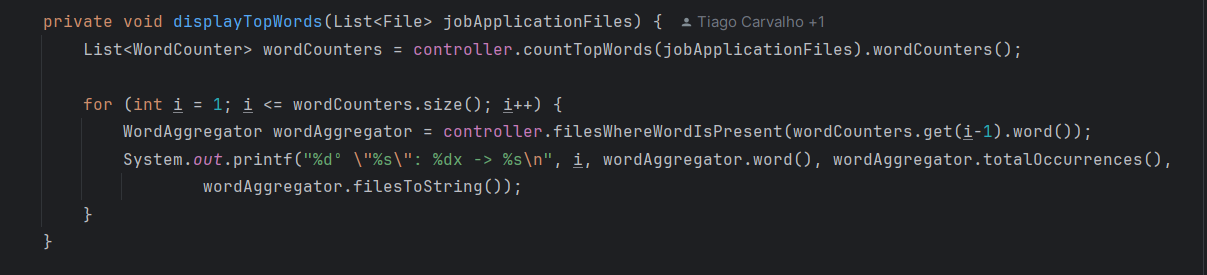 private void displayTopWords(List<File> jobApplicationFiles) { Tiago Carvalho +1
List<WordCounter> wordCounters = controller.countTopWords(jobApplicationFiles).wordCounters();
for (int i = 1; i <= wordCounters.size(); i++) {
WordAggregator wordAggregator = controller.filesWhereWordIsPresent(wordCounters.get(i-1).word());
System.out.printf("%d° \"%s\": %dx -> %s\n", i, wordAggregator.word(), wordAggregator.totalOccurrences(),
wordAggregator.filesToString());
}
}